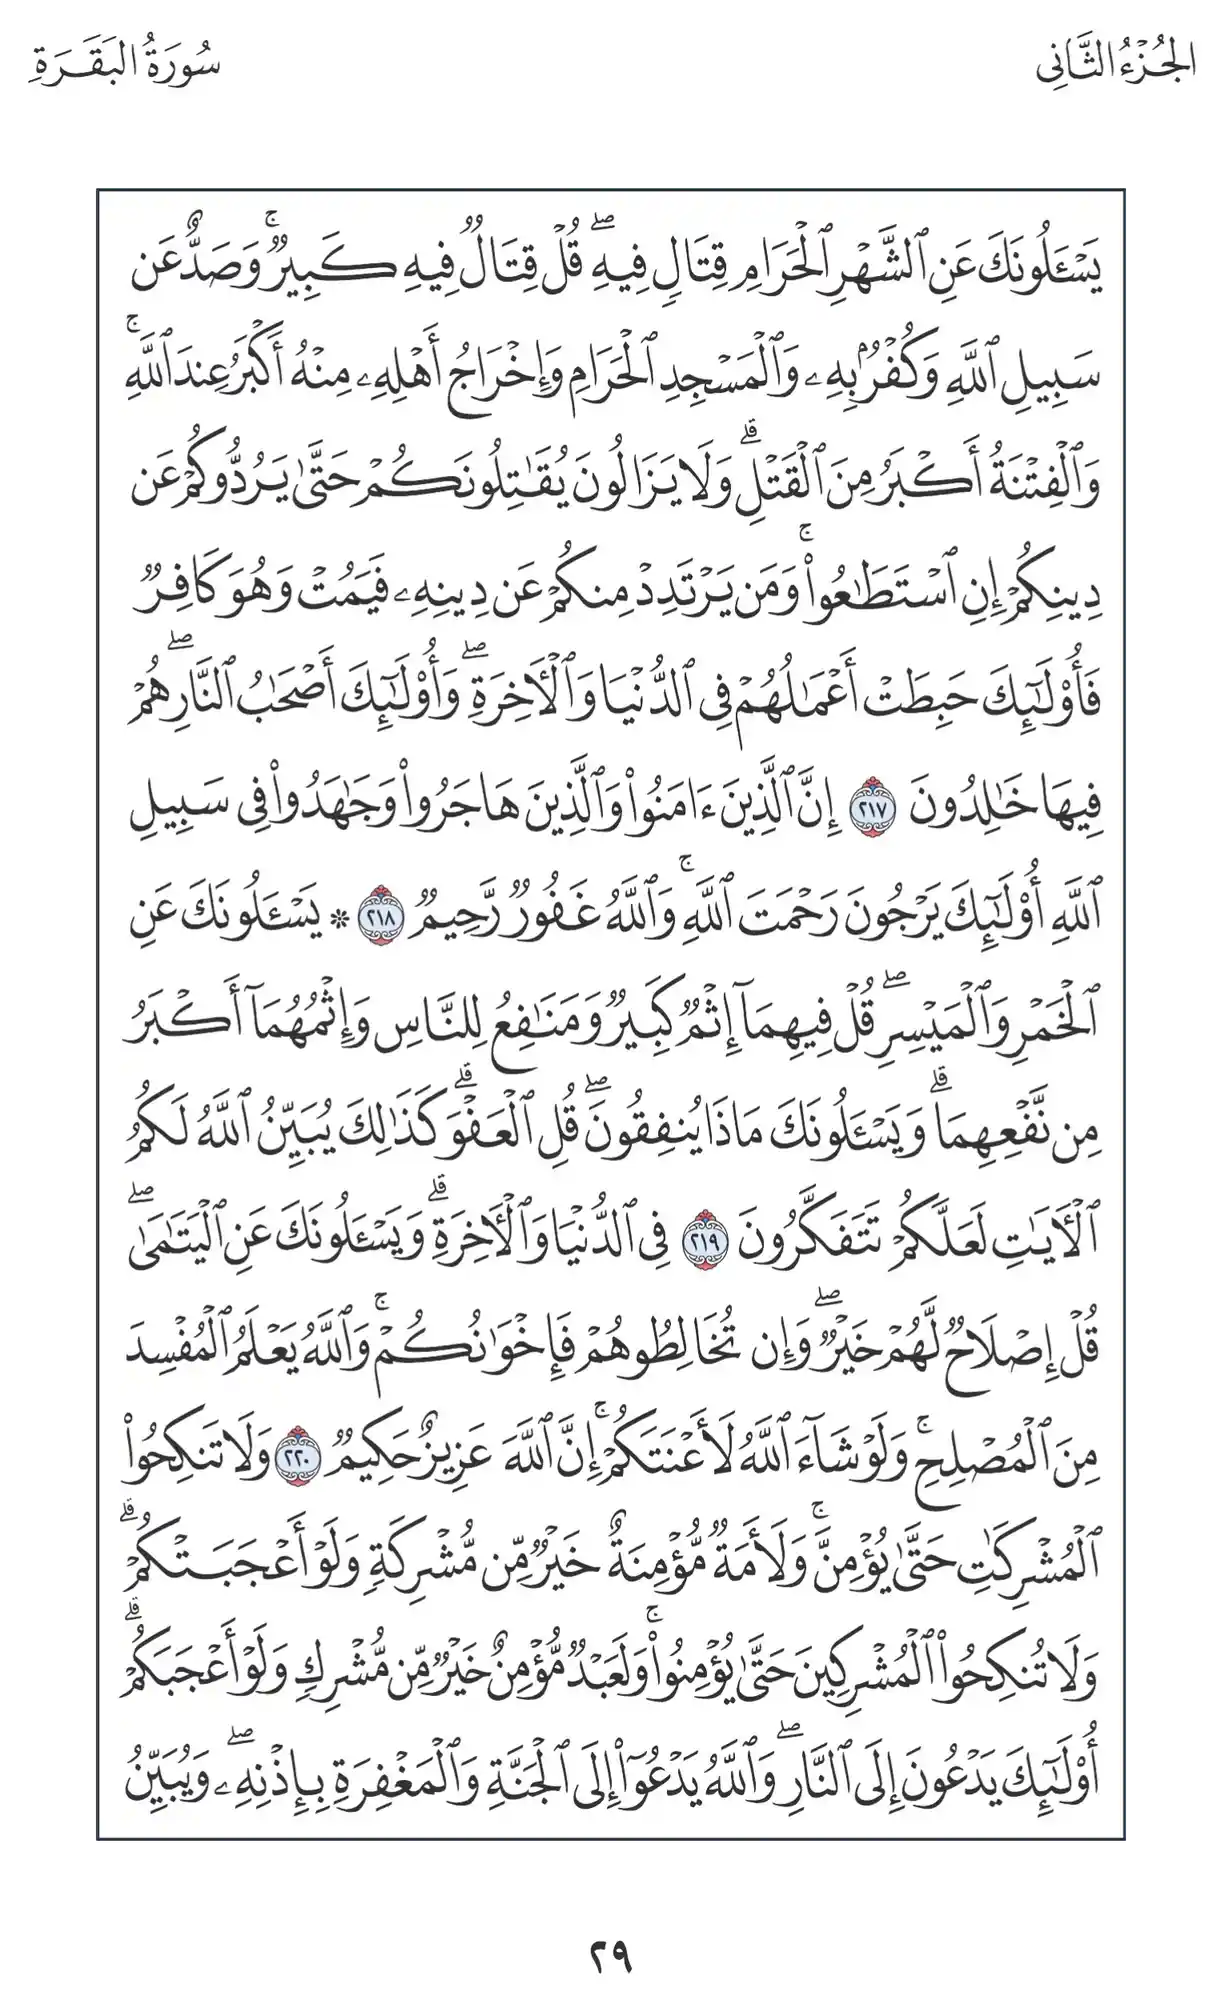 الجُزْءُ الثَّانِي
سُورَةُ البَقَرَةِ
يَسْـَٔلُونَكَ عَنِ ٱلشَّهْرِ ٱلْحَرَامِ قِتَالٍ فِيهِۖ قُلْ قِتَالٌ فِيهِ كَبِيرٌۚ وَصَدٌّ عَن
سَبِيلِ ٱللَّهِ وَكُفْرٌۢ بِهِۦ وَٱلْمَسْجِدِ ٱلْحَرَامِ وَإِخْرَاجُ أَهْلِهِۦ مِنْهُ أَكْبَرُ عِندَ ٱللَّهِۚ
وَٱلْفِتْنَةُ أَكْبَرُ مِنَ ٱلْقَتْلِۗ وَلَا يَزَالُونَ يُقَٰتِلُونَكُمْ حَتَّىٰ يَرُدُّوكُمْ عَن
دِينِكُمْ إِنِ ٱسْتَطَٰعُوا۟ۚ وَمَن يَرْتَدِدْ مِنكُمْ عَن دِينِهِۦ فَيَمُتْ وَهُوَ كَافِرٌ
فَأُو۟لَٰٓئِكَ حَبِطَتْ أَعْمَٰلُهُمْ فِي ٱلدُّنْيَا وَٱلْأَخِرَةِۖ وَأُو۟لَٰٓئِكَ أَصْحَٰبُ ٱلنَّارِۖ هُمْ
فِيهَا خَٰلِدُونَ ٢١٧ إِنَّ ٱلَّذِينَ ءَامَنُوا۟ وَٱلَّذِينَ هَاجَرُوا۟ وَجَٰهَدُوا۟ فِي سَبِيلِ
ٱللَّهِ أُو۟لَٰٓئِكَ يَرْجُونَ رَحْمَتَ ٱللَّهِۚ وَٱللَّهُ غَفُورٌ رَّحِيمٌ ٢١٨ * يَسْـَٔلُونَكَ عَنِ
ٱلْخَمْرِ وَٱلْمَيْسِرِۖ قُلْ فِيهِمَآ إِثْمٌ كَبِيرٌ وَمَنَٰفِعُ لِلنَّاسِ وَإِثْمُهُمَآ أَكْبَرُ
مِن نَّفْعِهِمَاۗ وَيَسْـَٔلُونَكَ مَاذَا يُنفِقُونَۖ قُلِ ٱلْعَفْوَۗ كَذَٰلِكَ يُبَيِّنُ ٱللَّهُ لَكُمُ
ٱلْأَيَٰتِ لَعَلَّكُمْ تَتَفَكَّرُونَ ٢١٩ فِي ٱلدُّنْيَا وَٱلْأَخِرَةِۗ وَيَسْـَٔلُونَكَ عَنِ ٱلْيَتَٰمَىٰۖ
قُلْ إِصْلَاحٌ لَّهُمْ خَيْرٌۖ وَإِن تُخَالِطُوهُمْ فَإِخْوَٰنُكُمْۚ وَٱللَّهُ يَعْلَمُ ٱلْمُفْسِدَ
مِنَ ٱلْمُصْلِحِۚ وَلَوْ شَآءَ ٱللَّهُ لَأَعْنَتَكُمْۚ إِنَّ ٱللَّهَ عَزِيزٌ حَكِيمٌ ٢٢٠ وَلَا تَنكِحُوا۟
ٱلْمُشْرِكَٰتِ حَتَّىٰ يُؤْمِنَّۚ وَلَأَمَةٌ مُّؤْمِنَةٌ خَيْرٌ مِّن مُّشْرِكَةٍ وَلَوْ أَعْجَبَتْكُمْۗ
وَلَا تُنكِحُوا۟ ٱلْمُشْرِكِينَ حَتَّىٰ يُؤْمِنُوا۟ۚ وَلَعَبْدٌ مُّؤْمِنٌ خَيْرٌ مِّن مُّشْرِكٍ وَلَوْ أَعْجَبَكُمْۗ
أُو۟لَٰٓئِكَ يَدْعُونَ إِلَى ٱلنَّارِۖ وَٱللَّهُ يَدْعُوٓا۟ إِلَى ٱلْجَنَّةِ وَٱلْمَغْفِرَةِ بِإِذْنِهِۦۖ وَيُبَيِّنُ
٢٩